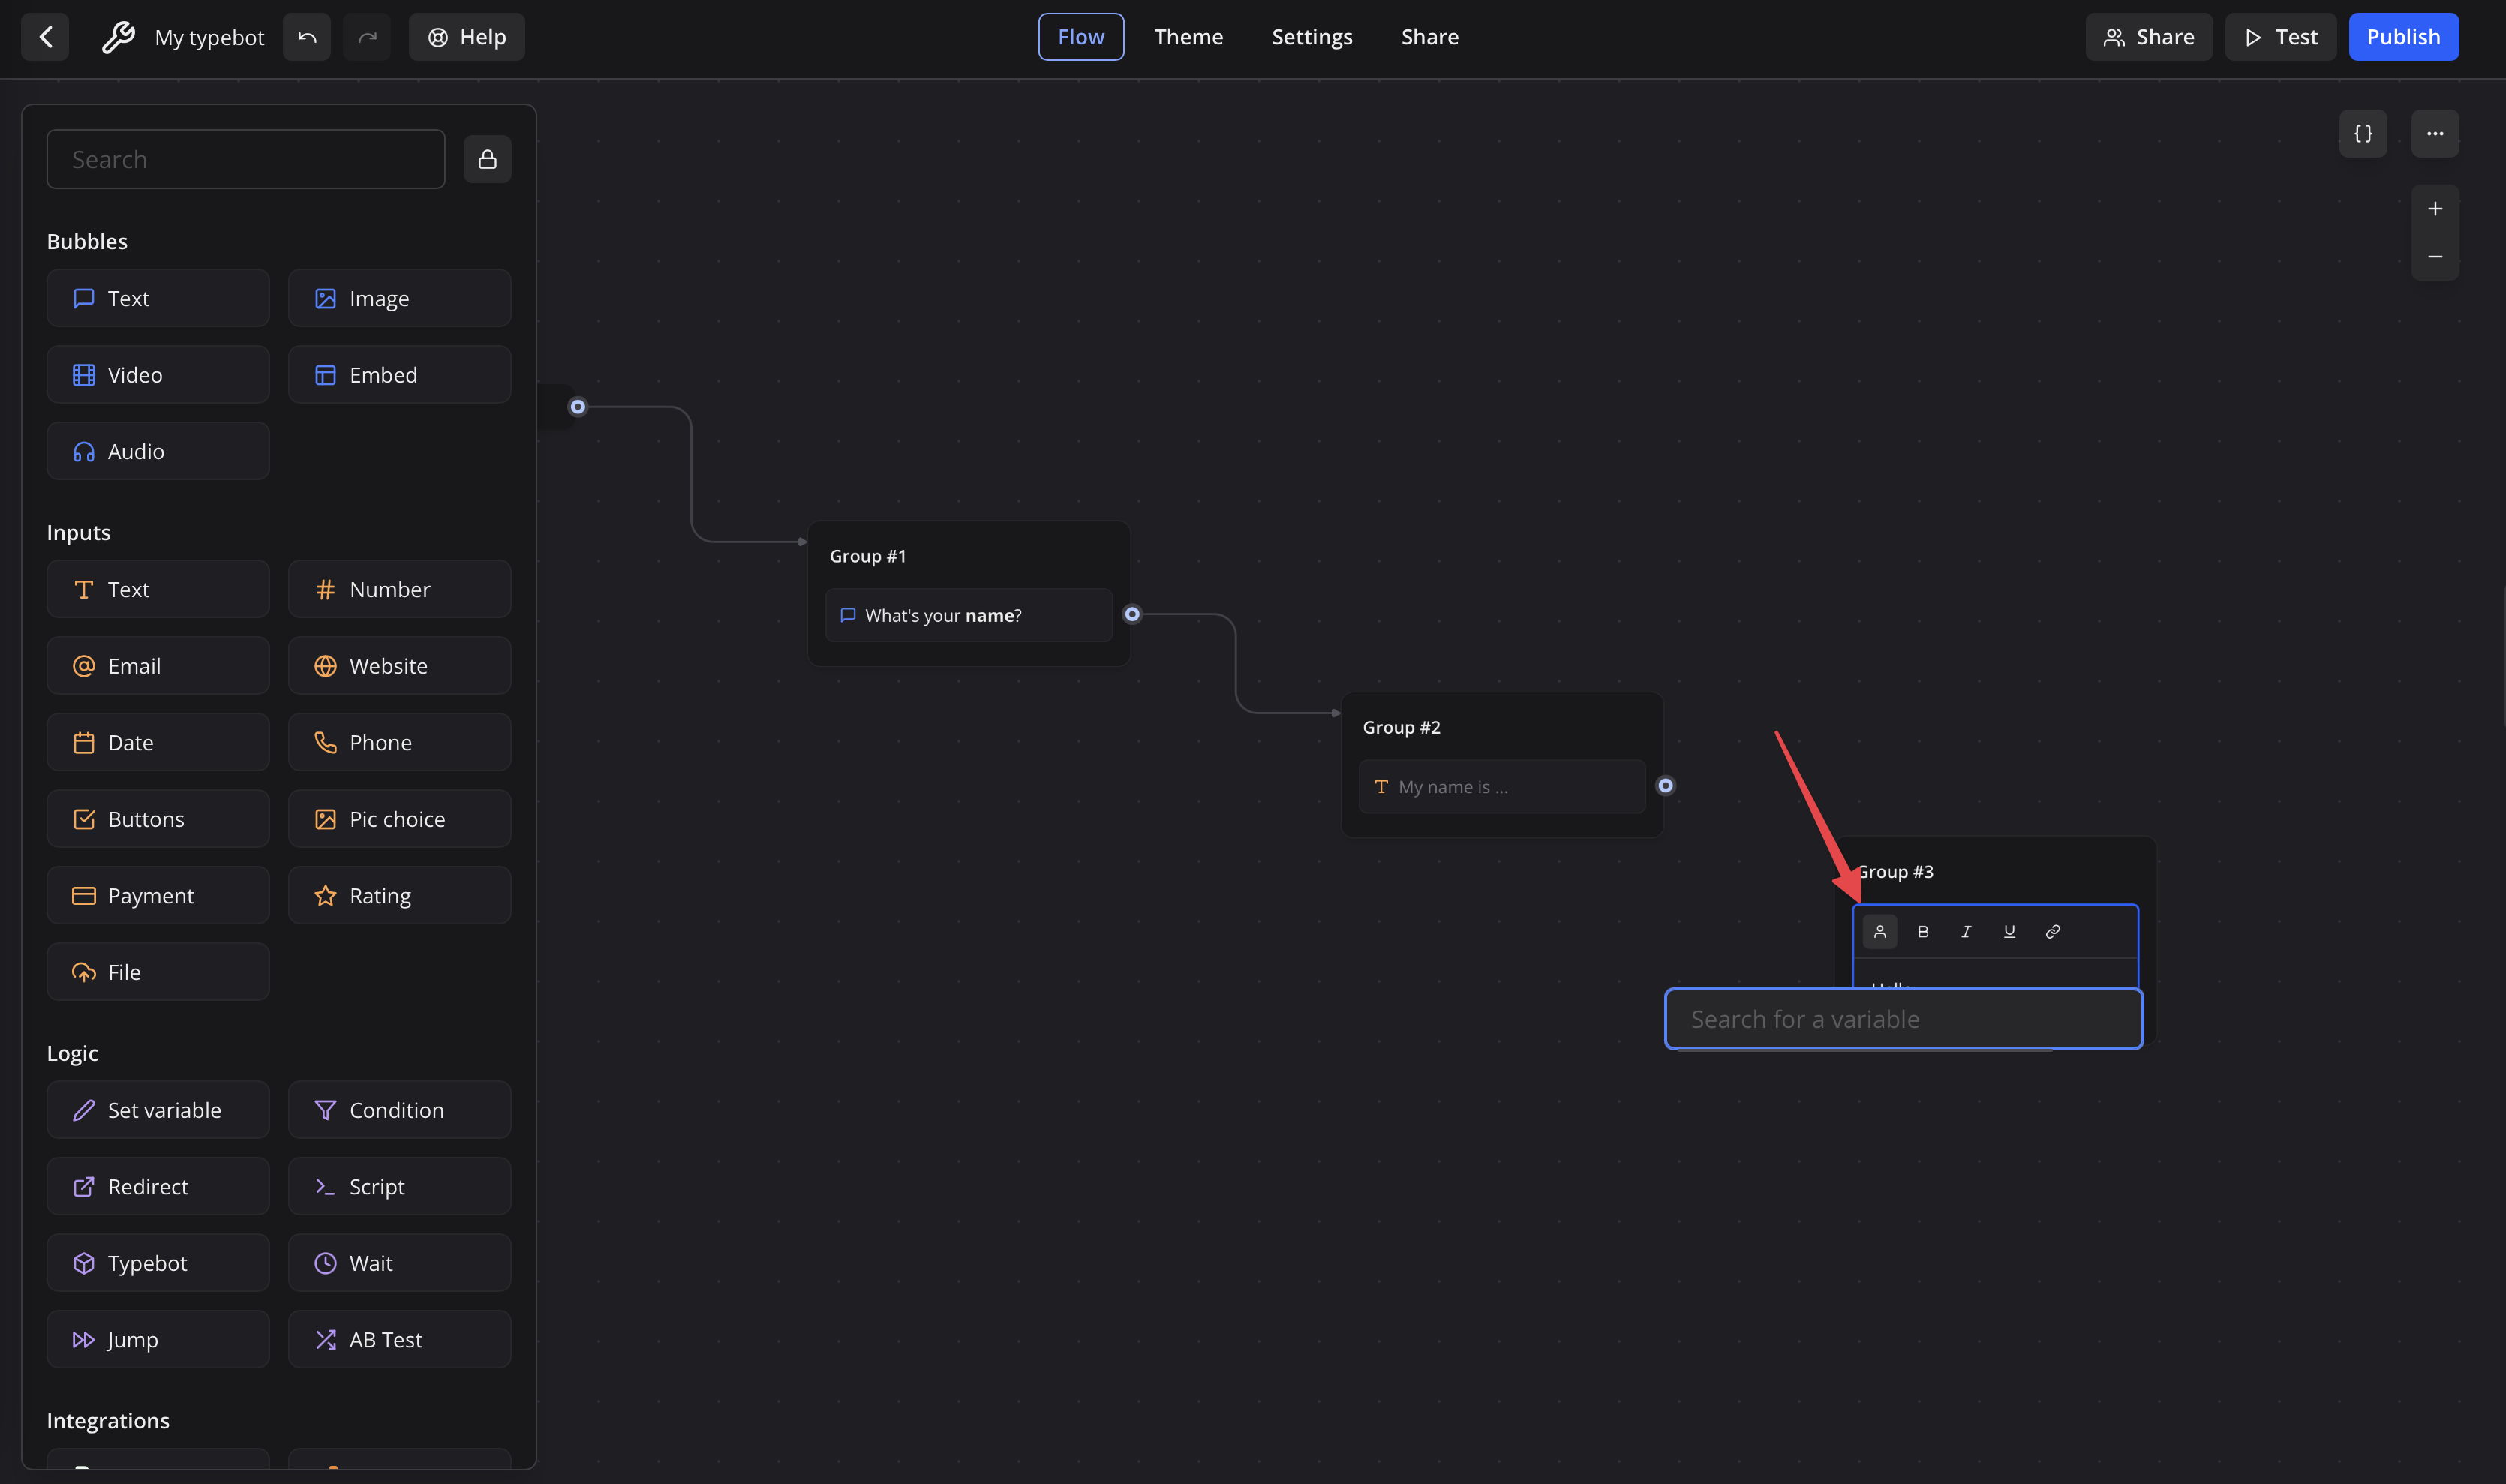 My typebot
Help
Flow
Theme
Settings
Share
Share
Test
Publish
Search
Bubbles
Text
Image
Video
Embed
Audio
Inputs
Text
Number
Email
Website
Date
Phone
Buttons
Pic choice
Payment
Rating
File
Logic
Set variable
Condition
Redirect
Script
Typebot
Wait
Jump
AB Test
Integrations
Group #1
What's your name?
Group #2
My name is ...
Group #3
B I U
Hello
Search for a variable